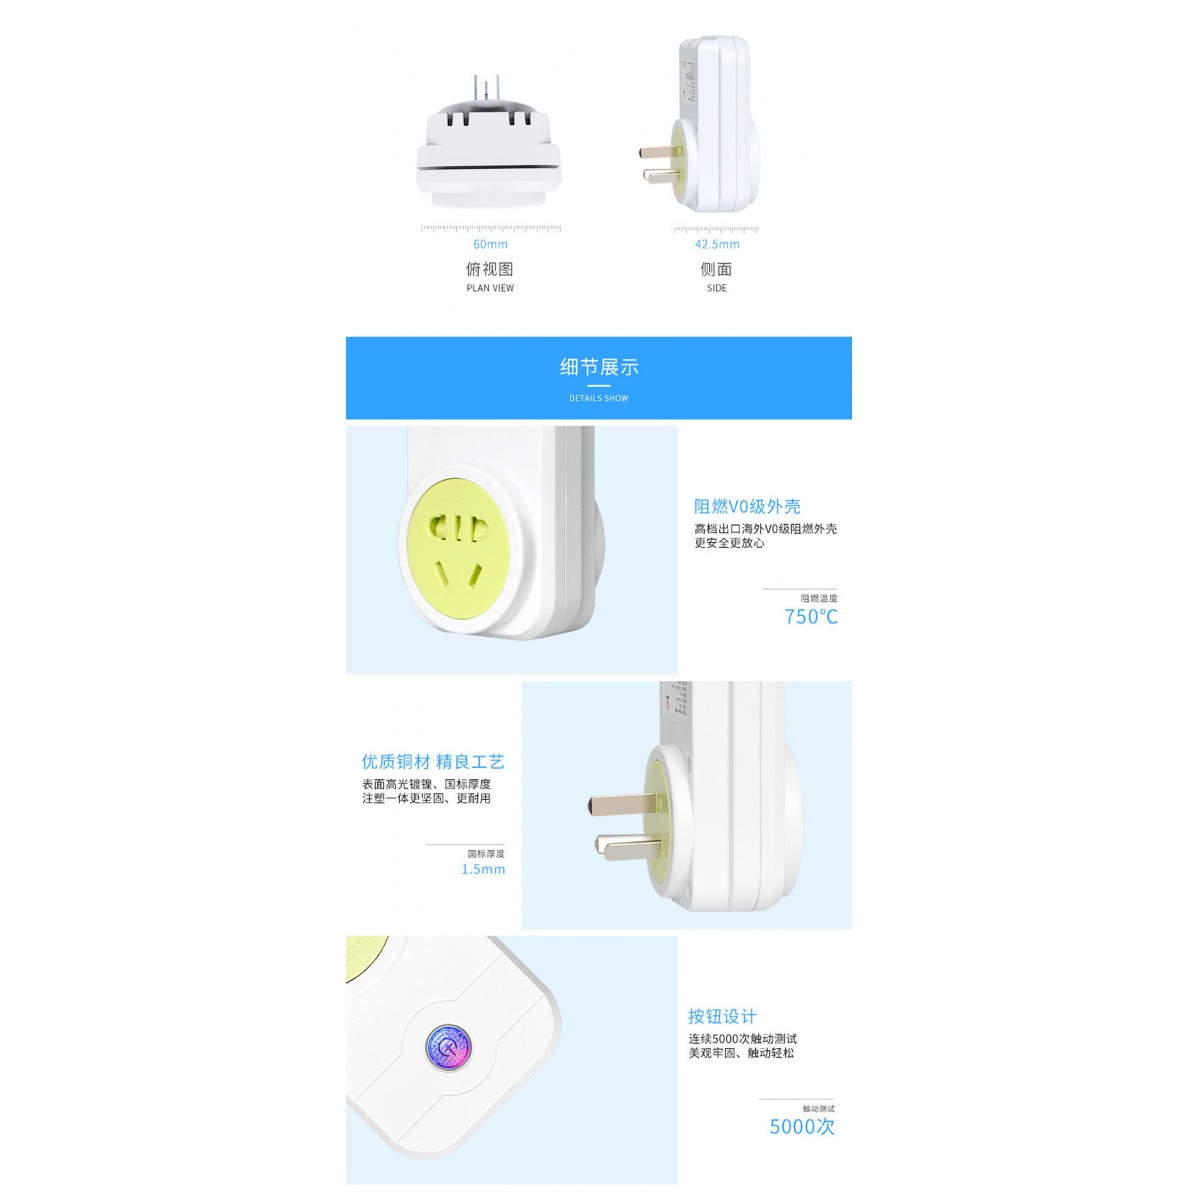 60mm
俯视图
PLAN VIEW
42.5mm
侧面
SIDE
细节展示
DETAILS SHOW
阻燃V0级外壳
高档出口海外V0级阻燃外壳
更安全更放心
阻燃温度
750℃
优质铜材 精良工艺
表面高光镀镍、国标厚度
注塑一体更坚固、更耐用
国标厚度
1.5mm
按钮设计
连续5000次触动测试
美观牢固、触动轻松
触动测试
5000次